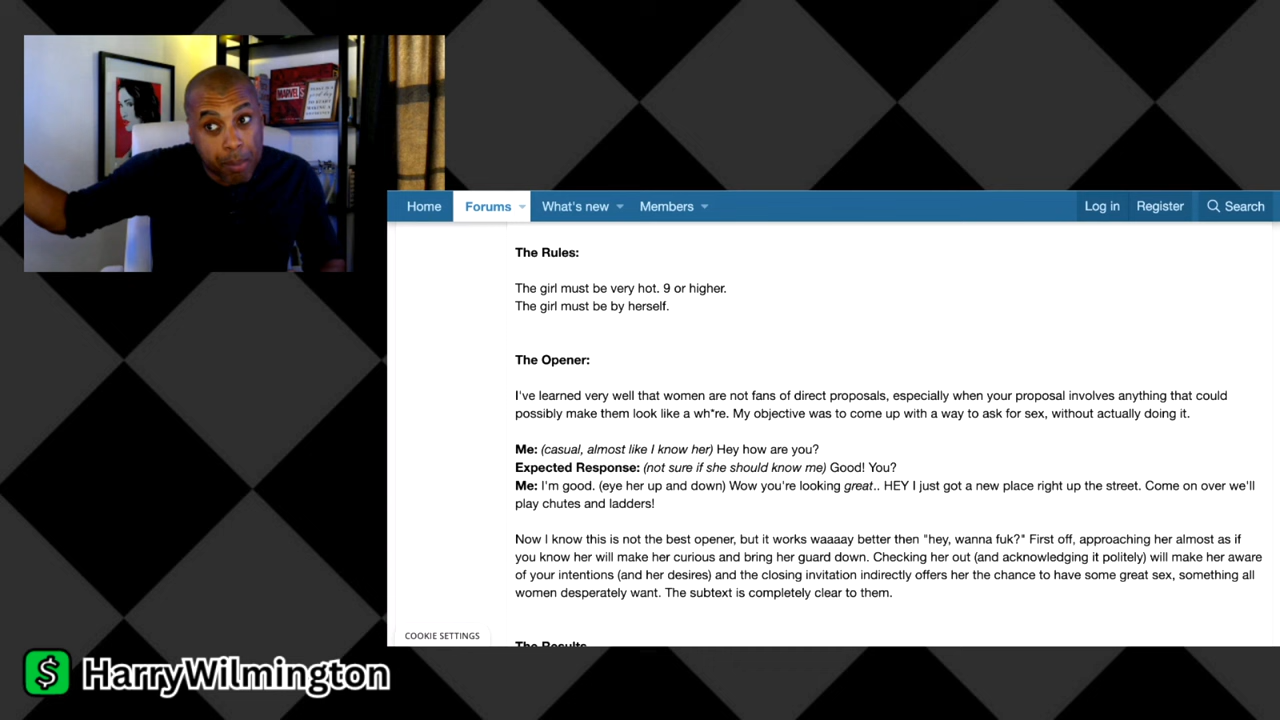 MARVEL
Home
Forums
What's new
Members
Log in
Register
Search
The Rules:
The girl must be very hot. 9 or higher.
The girl must be by herself.
The Opener:
I've learned very well that women are not fans of direct proposals, especially when your proposal involves anything that could
possibly make them look like a wh*re. My objective was to come up with a way to ask for sex, without actually doing it.
Me: (casual, almost like I know her) Hey how are you?
Expected Response: (not sure if she should know me) Good! You?
Me: I'm good. (eye her up and down) Wow you're looking great.. HEY I just got a new place right up the street. Come on over we'll
play chutes and ladders!
Now I know this is not the best opener, but it works waaaay better then "hey, wanna fuk?" First off, approaching her almost as if
you know her will make her curious and bring her guard down. Checking her out (and acknowledging it politely) will make her aware
of your intentions (and her desires) and the closing invitation indirectly offers her the chance to have some great sex, something all
women desperately want. The subtext is completely clear to them.
The Results
COOKIE SETTINGS
$ HarryWilmington